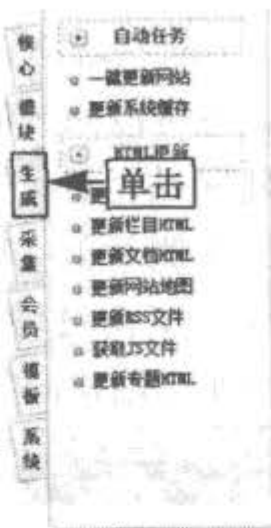 核心
模块
生成
采集
会员
模板
系统
自动任务
一键更新网站
更新系统缓存
HTML更新
单击
更
更新栏目HTML
更新文档HTML
更新网站地图
更新RSS文件
获取JS文件
更新专题HTML